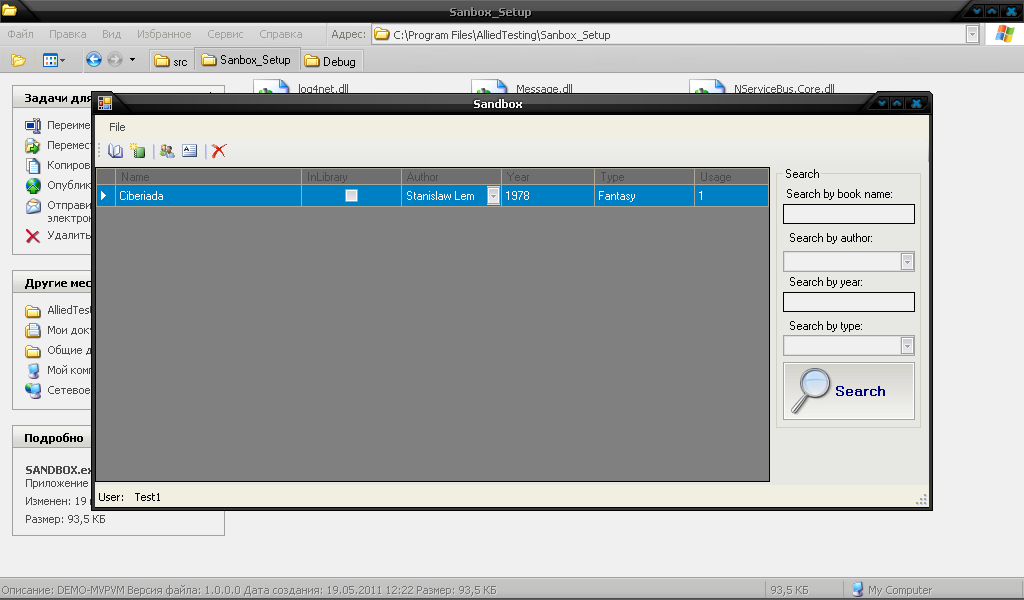 Sanbox_Setup
Файл Правка Вид Избранное Сервис Справка Адрес: C:\Program Files\AlliedTesting\Sanbox_Setup
src Sanbox_Setup Debug
Задачи для
log4net.dll Message.dll NServiceBus.Core.dll
Переиме
Перемест
Копиров
Опублик
Отправи
электрон
Удалить
Другие мес
AlliedTes
Мои док
Общие д
Мой комп
Сетевое
Подробно
SANDBOX.ex
Приложение
Изменен: 19
Размер: 93,5 КБ
Sandbox
File
Name InLibrary Author Year Type Usage
Ciberiada Stanislaw Lem 1978 Fantasy 1
Search
Search by book name:
Search by author:
Search by year:
Search by type:
Search
User: Test1
Описание: DEMO-MVPVM Версия файла: 1.0.0.0 Дата создания: 19.05.2011 12:22 Размер: 93,5 КБ 93,5 КБ My Computer